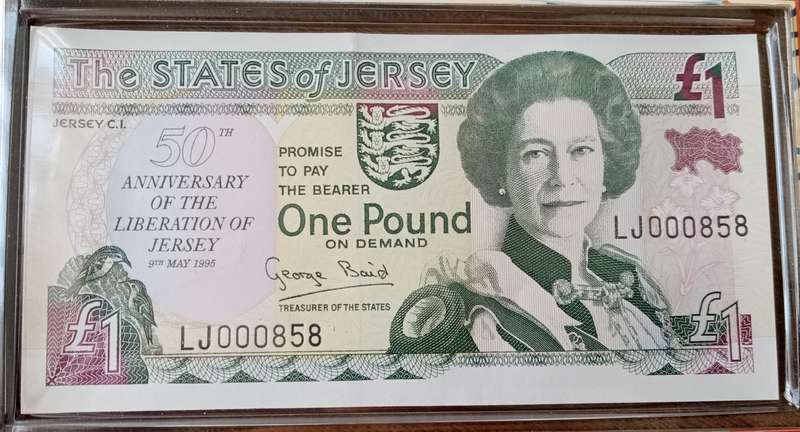 The STATES of JERSEY
£1
JERSEY C.I.
50TH
ANNIVERSARY
OF THE
LIBERATION OF
JERSEY
9TH MAY 1995
PROMISE
TO PAY
THE BEARER
One Pound
ON DEMAND
George Baird
TREASURER OF THE STATES
LJ000858
LJ000858
£1
£1